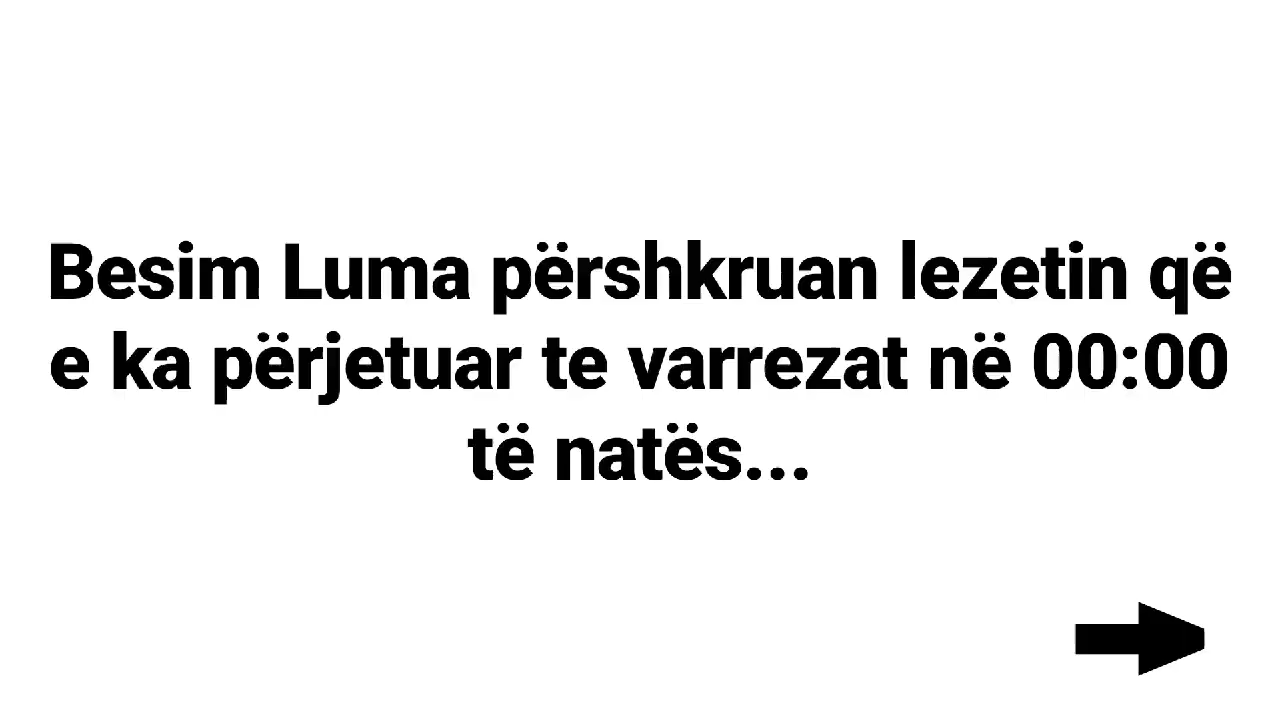 Besim Luma përshkruan lezetin që
e ka përjetuar te varrezat në 00:00
të natës...